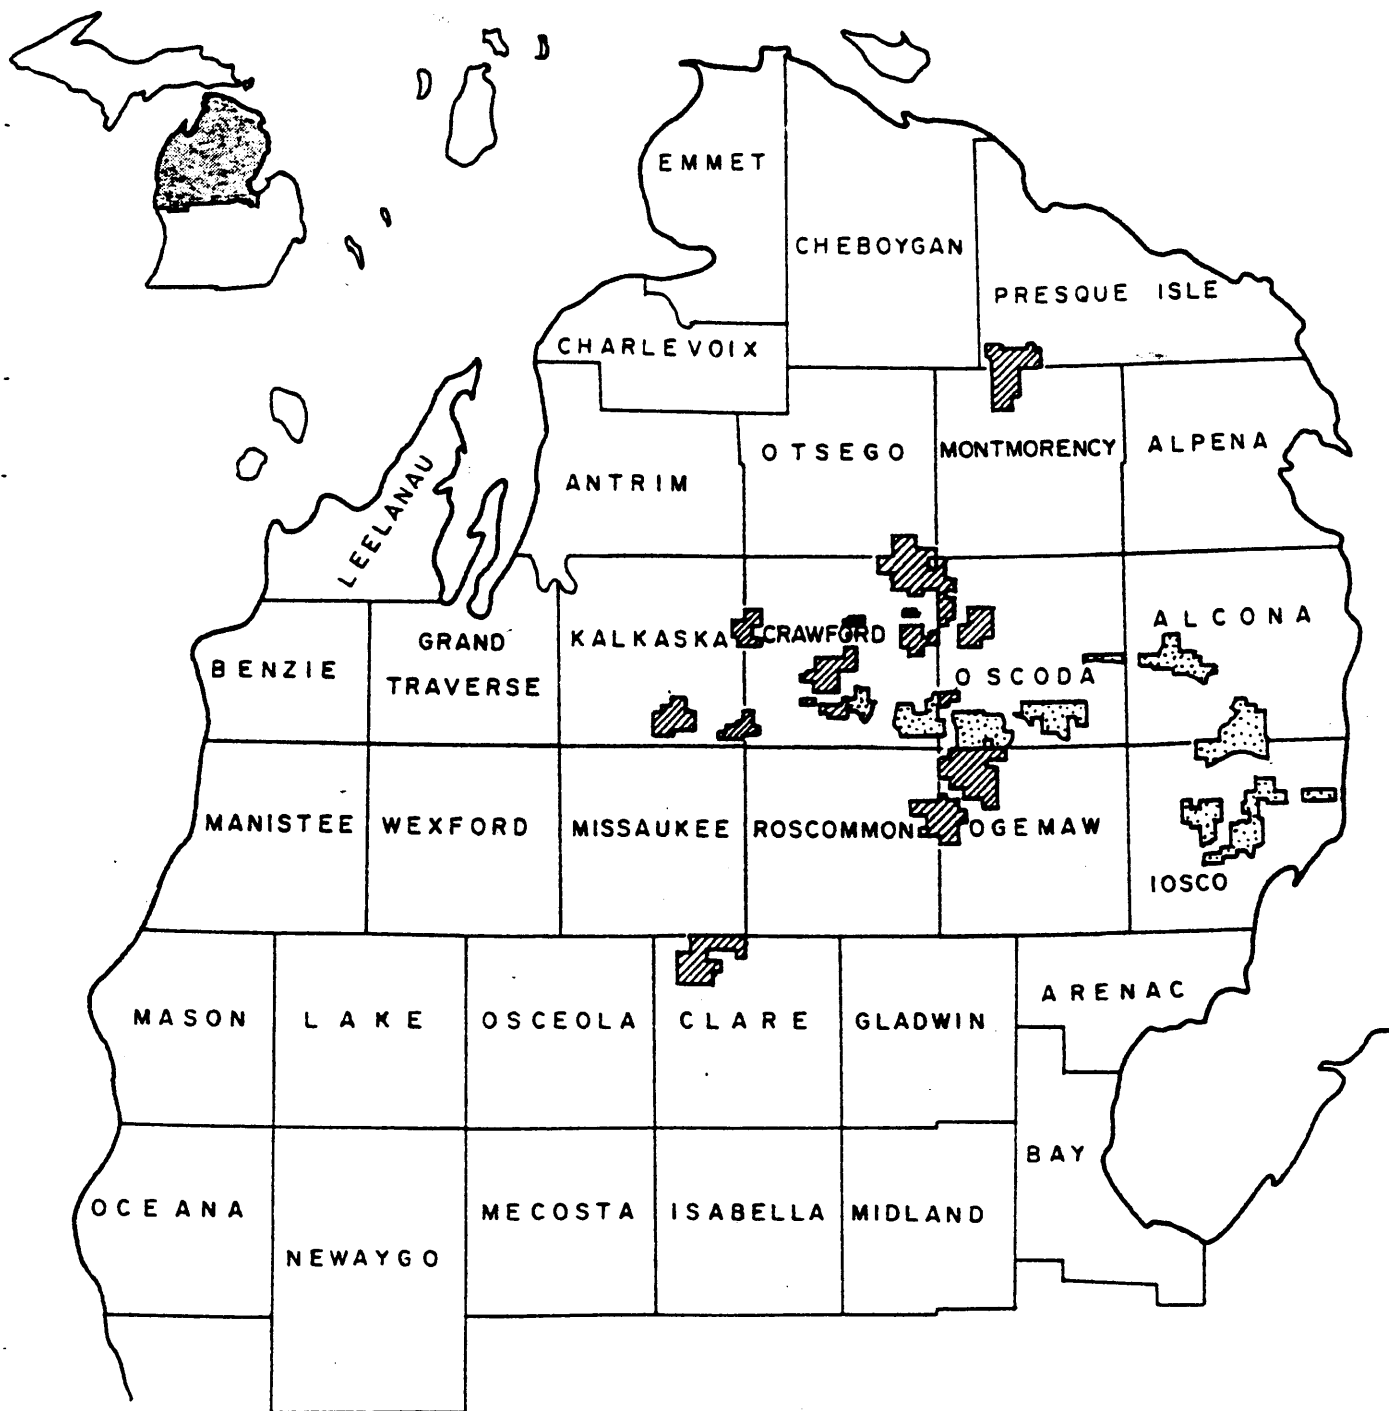 EMMET
CHEBOYGAN
PRESQUE ISLE
CHARLEVOIX
OTSEGO
MONTMORENCY
ALPENA
ANTRIM
LEELANAU
BENZIE
GRAND
TRAVERSE
KALKASKA
CRAWFORD
OSCODA
ALCONA
MANISTEE
WEXFORD
MISSAUKEE
ROSCOMMON
OGEMAW
IOSCO
MASON
LAKE
OSCEOLA
CLARE
GLADWIN
ARENAC
OCEANA
NEWAYGO
MECOSTA
ISABELLA
MIDLAND
BAY